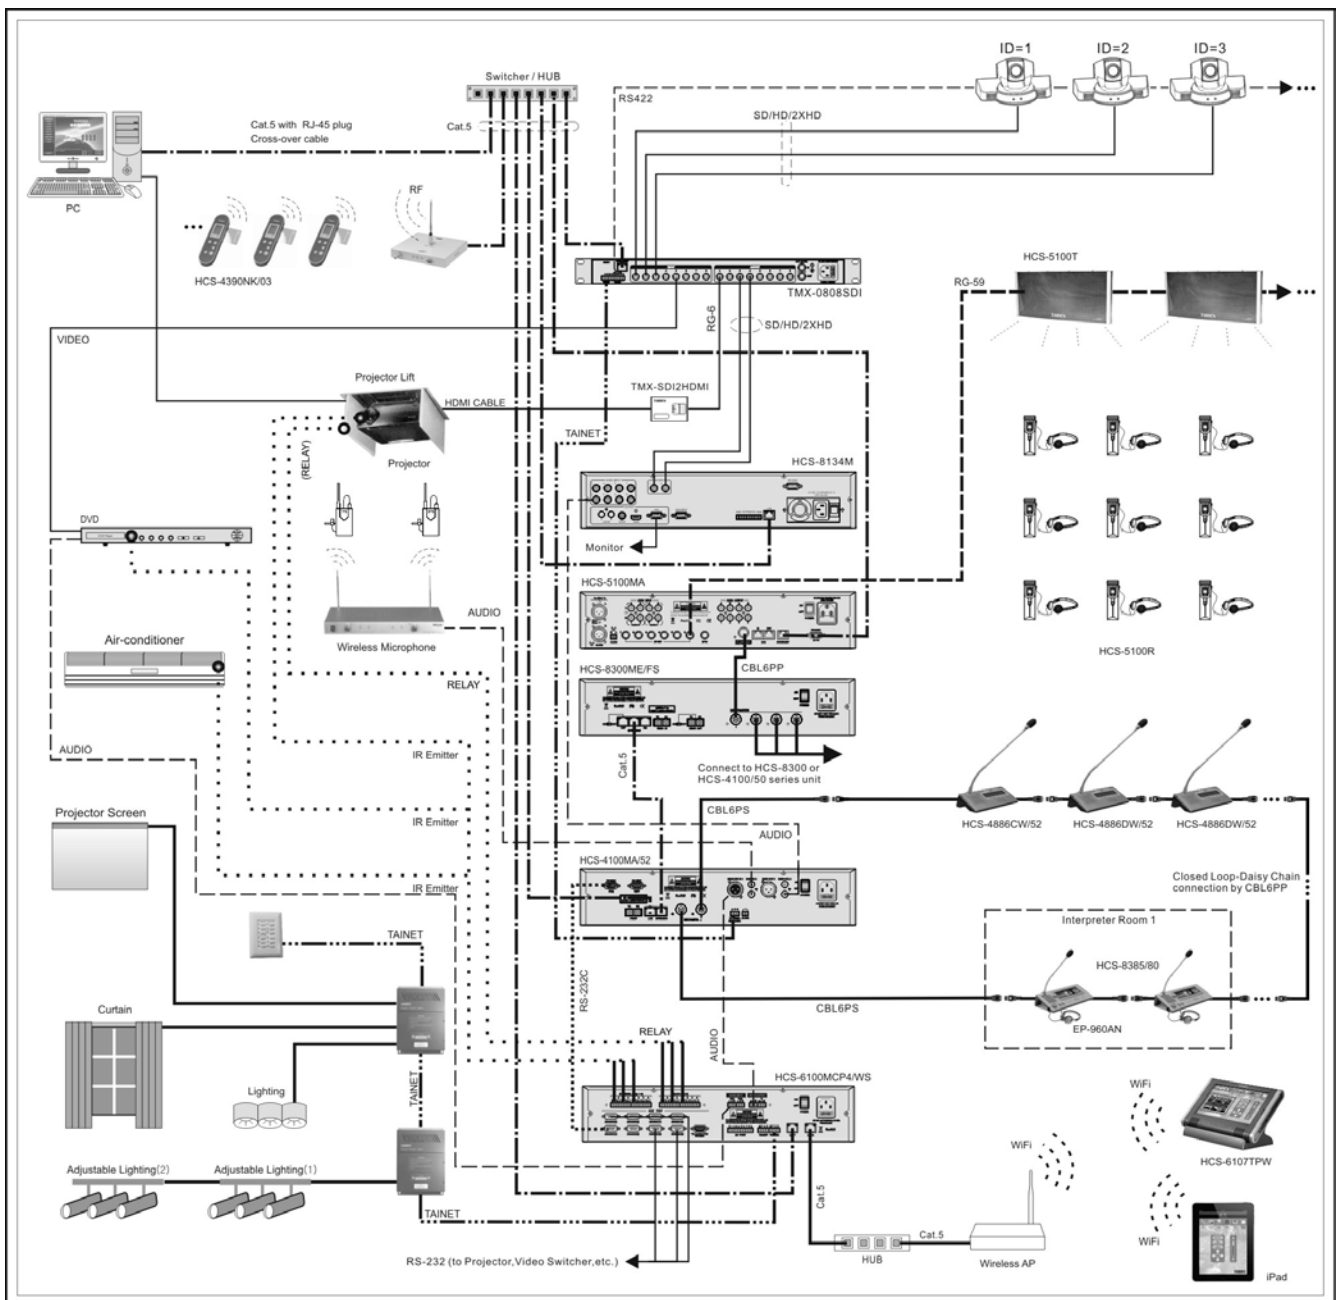 ID=1
ID=2
ID=3
Switcher / HUB
RS422
SD/HD/2XHD
Cat.5 with RJ-45 plug
Cross-over cable
Cat.5
PC
RF
HCS-4390NK/03
HCS-5100T
RG-59
TMX-0808SDI
VIDEO
RG-6
SD/HD/2XHD
Projector Lift
TMX-SDI2HDMI
HDMI CABLE
TAINET
(RELAY)
Projector
HCS-8134M
DVD
Monitor
HCS-5100MA
AUDIO
Air-conditioner
Wireless Microphone
HCS-5100R
CBL6PP
HCS-8300ME/FS
RELAY
AUDIO
IR Emitter
Cat.5
Connect to HCS-8300 or
HCS-4100/50 series unit
Projector Screen
CBL6PS
IR Emitter
AUDIO
HCS-4886CW/52
HCS-4886DW/52
HCS-4886DW/52
HCS-4100MA/52
IR Emitter
Closed Loop-Daisy Chain
connection by CBL6PP
Interpreter Room 1
TAINET
HCS-8385/80
RS-232C
Curtain
CBL6PS
EP-960AN
RELAY
AUDIO
TAINET
HCS-6100MCP4/WS
Lighting
WiFi
WiFi
HCS-6107TPW
Adjustable Lighting(2)
Adjustable Lighting(1)
Cat.5
TAINET
WiFi
Cat.5
RS-232 (to Projector,Video Switcher,etc.)
HUB
Wireless AP
iPad